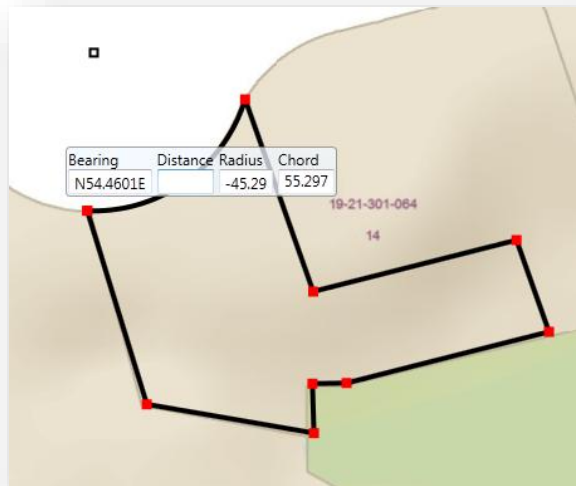 Bearing Distance Radius Chord
N54.4601E -45.29 55.297
19-21-301-064
14